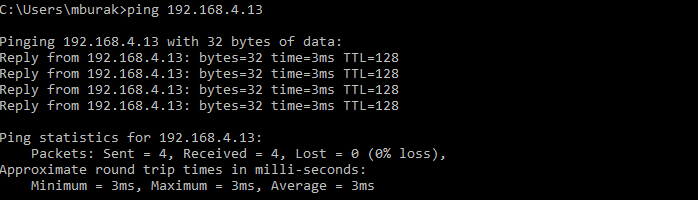 C:\Users\mburak>ping 192.168.4.13
Pinging 192.168.4.13 with 32 bytes of data:
Reply from 192.168.4.13: bytes=32 time=3ms TTL=128
Reply from 192.168.4.13: bytes=32 time=3ms TTL=128
Reply from 192.168.4.13: bytes=32 time=3ms TTL=128
Reply from 192.168.4.13: bytes=32 time=3ms TTL=128
Ping statistics for 192.168.4.13:
    Packets: Sent = 4, Received = 4, Lost = 0 (0% loss),
Approximate round trip times in milli-seconds:
    Minimum = 3ms, Maximum = 3ms, Average = 3ms